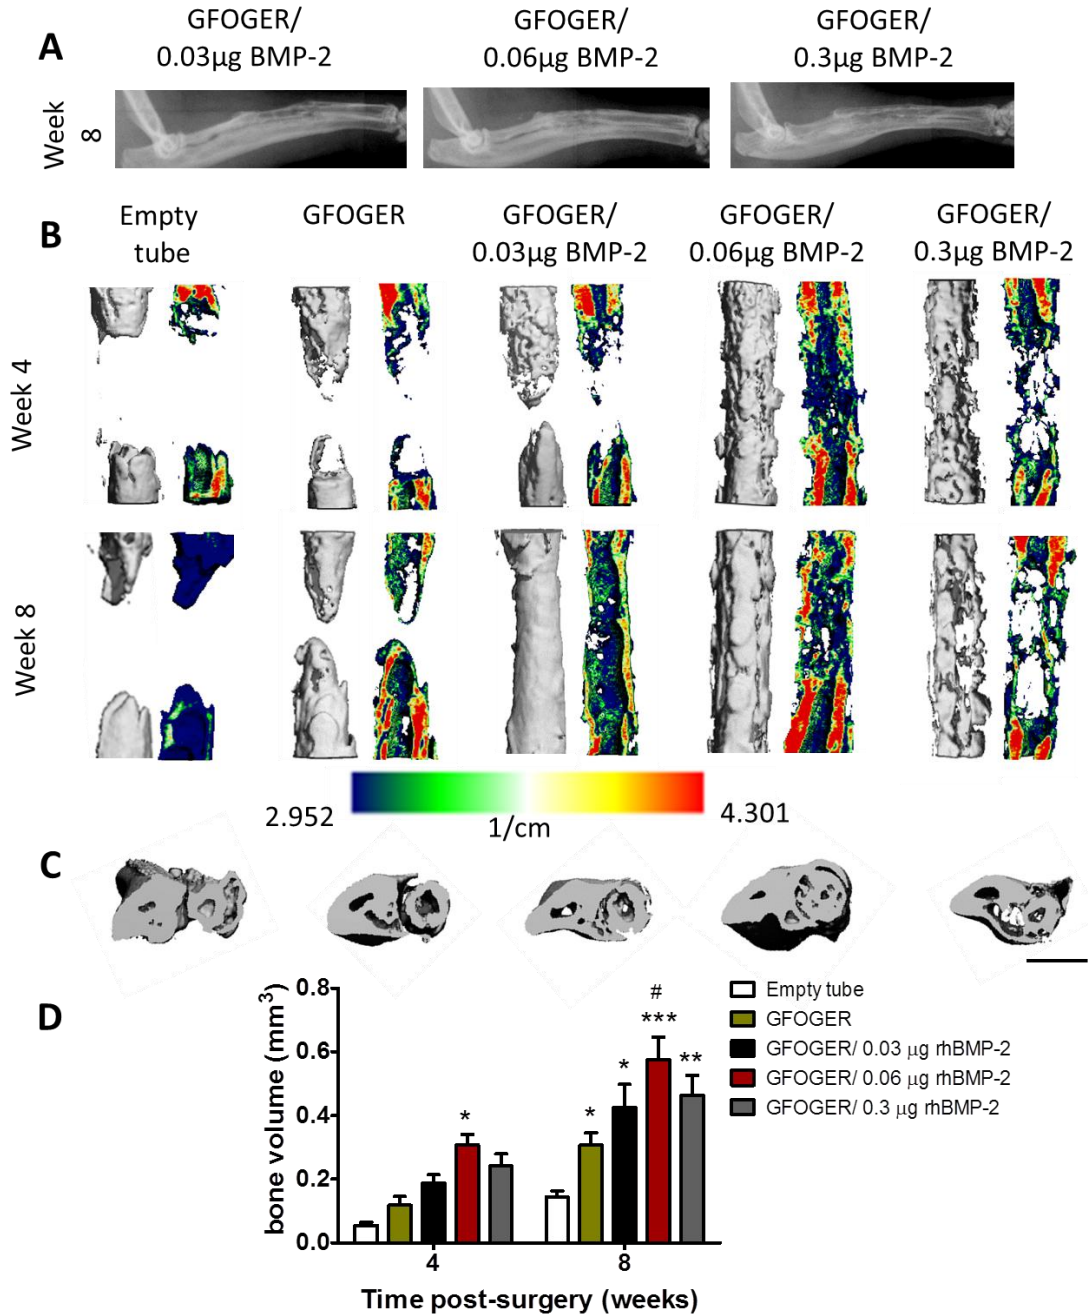 A
GFOGER/
0.03µg BMP-2
GFOGER/
0.06µg BMP-2
GFOGER/
0.3µg BMP-2
Week
8
B
Empty
tube
GFOGER
GFOGER/
0.03µg BMP-2
GFOGER/
0.06µg BMP-2
GFOGER/
0.3µg BMP-2
Week 4
Week 8
2.952
1/cm
4.301
C
D
bone volume (mm³)
0.8
0.6
0.4
0.2
0.0
*
*
*
#
***
**
4
8
Time post-surgery (weeks)
Empty tube
GFOGER
GFOGER/ 0.03 µg rhBMP-2
GFOGER/ 0.06 µg rhBMP-2
GFOGER/ 0.3 µg rhBMP-2